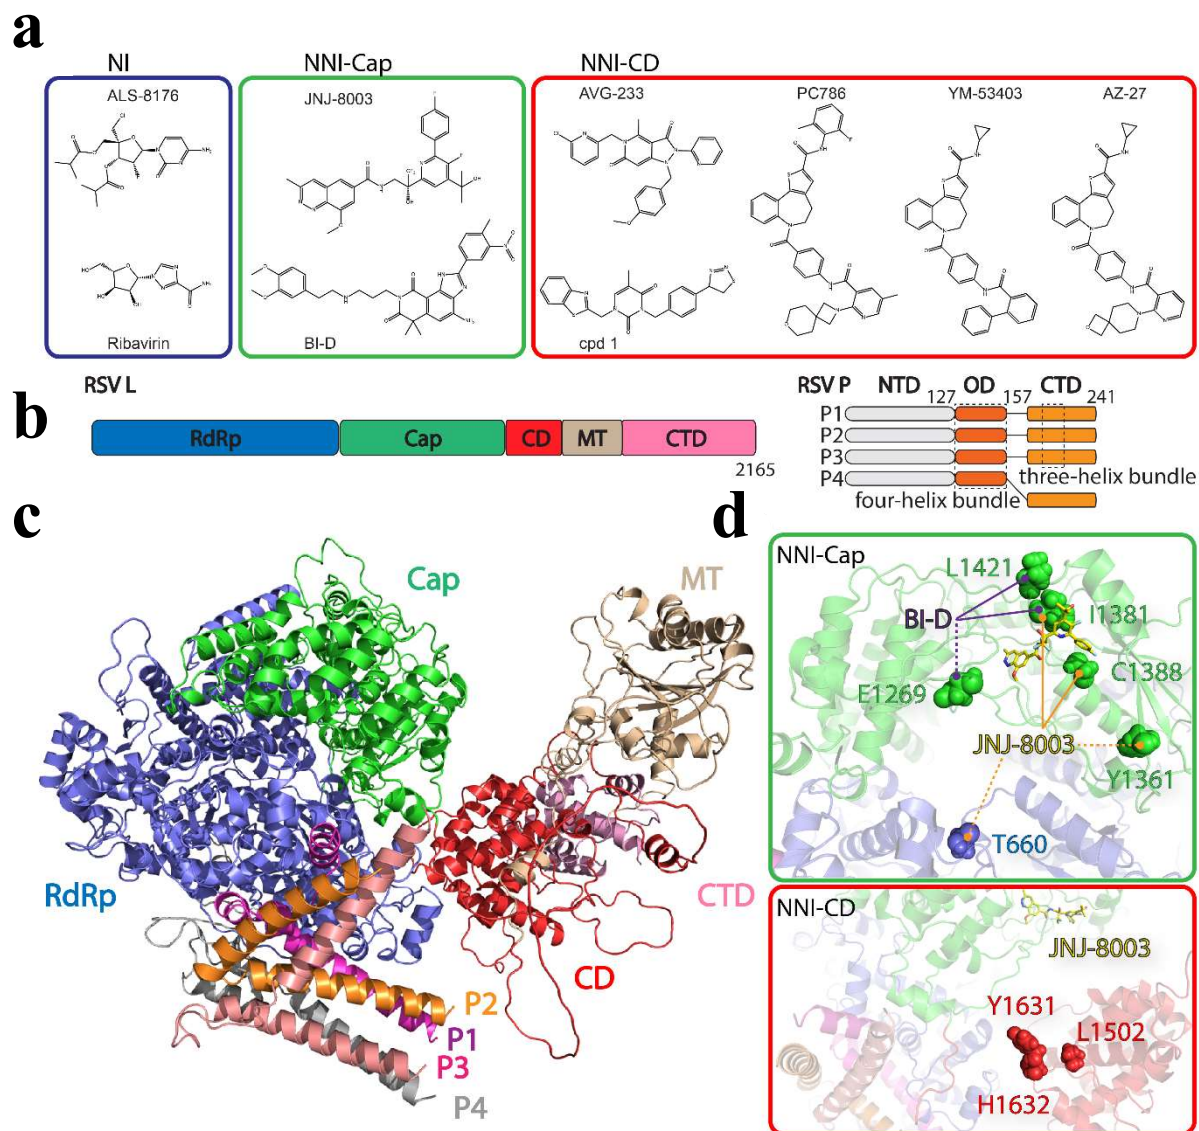 a
NI
NNI-Cap
NNI-CD
ALS-8176
JNJ-8003
AVG-233
PC786
YM-53403
AZ-27
Ribavirin
BI-D
cpd 1
b
RSV L
RdRp
Cap
CD
MT
CTD
2165
RSV P
NTD
127
OD
157
CTD
241
P1
P2
P3
P4
three-helix bundle
four-helix bundle
c
Cap
MT
RdRp
CTD
CD
P2
P1
P3
P4
d
NNI-Cap
L1421
BI-D
I1381
C1388
E1269
JNJ-8003
Y1361
T660
NNI-CD
JNJ-8003
Y1631
L1502
H1632